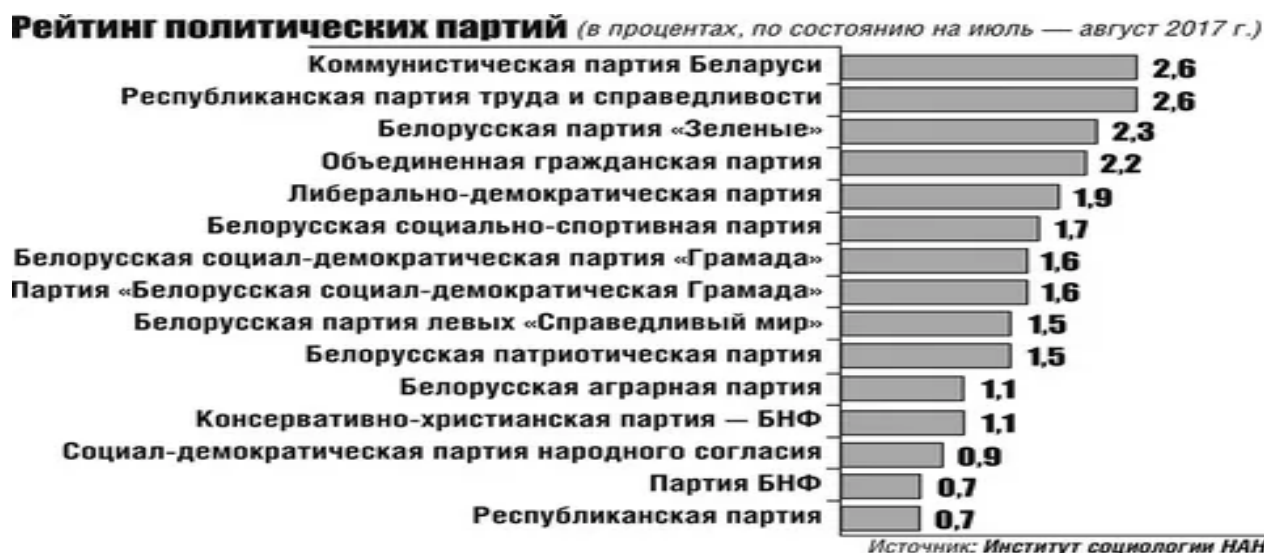 Рейтинг политических партий (в процентах, по состоянию на июль — август 2017 г.)
Коммунистическая партия Беларуси 2,6
Республиканская партия труда и справедливости 2,6
Белорусская партия «Зеленые» 2,3
Объединенная гражданская партия 2,2
Либерально-демократическая партия 1,9
Белорусская социально-спортивная партия 1,7
Белорусская социал-демократическая партия «Грамада» 1,6
Партия «Белорусская социал-демократическая Грамада» 1,6
Белорусская партия левых «Справедливый мир» 1,5
Белорусская патриотическая партия 1,5
Белорусская аграрная партия 1,1
Консервативно-христианская партия — БНФ 1,1
Социал-демократическая партия народного согласия 0,9
Партия БНФ 0,7
Республиканская партия 0,7
Источник: Институт социологии НАН